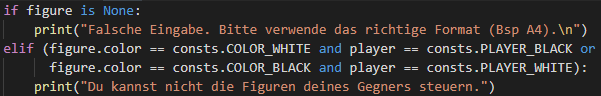 if figure is None:
    print("Falsche Eingabe. Bitte verwende das richtige Format (Bsp A4).\n")
elif (figure.color == consts.COLOR_WHITE and player == consts.PLAYER_BLACK or
      figure.color == consts.COLOR_BLACK and player == consts.PLAYER_WHITE):
    print("Du kannst nicht die Figuren deines Gegners steuern.")